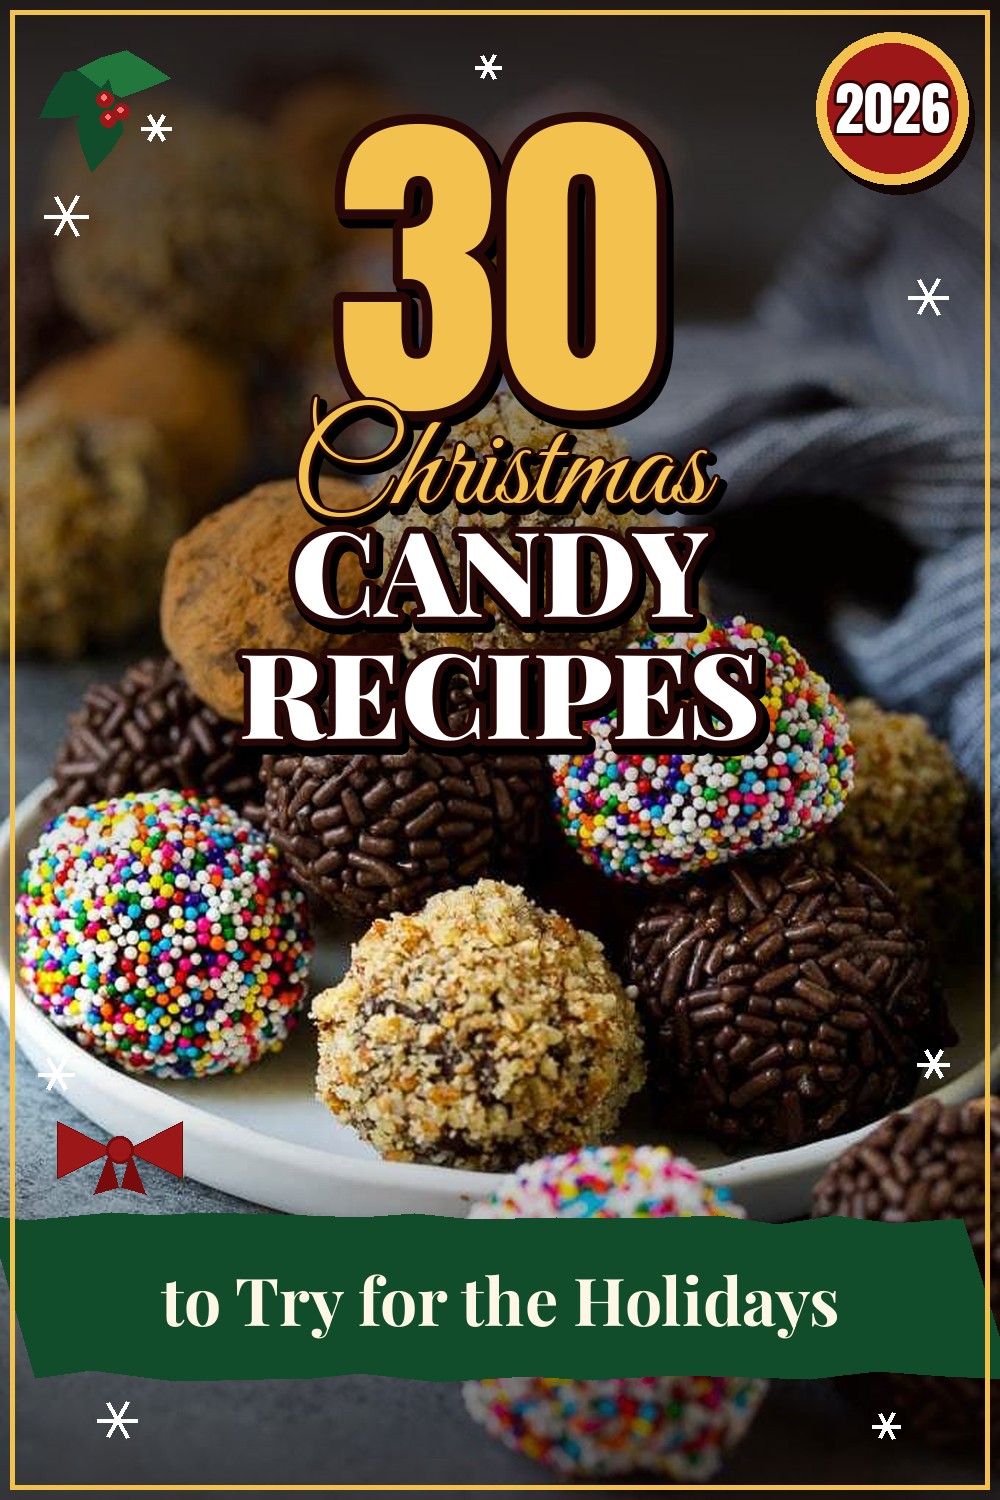 2026
30
Christmas
CANDY
RECIPES
to Try for the Holidays